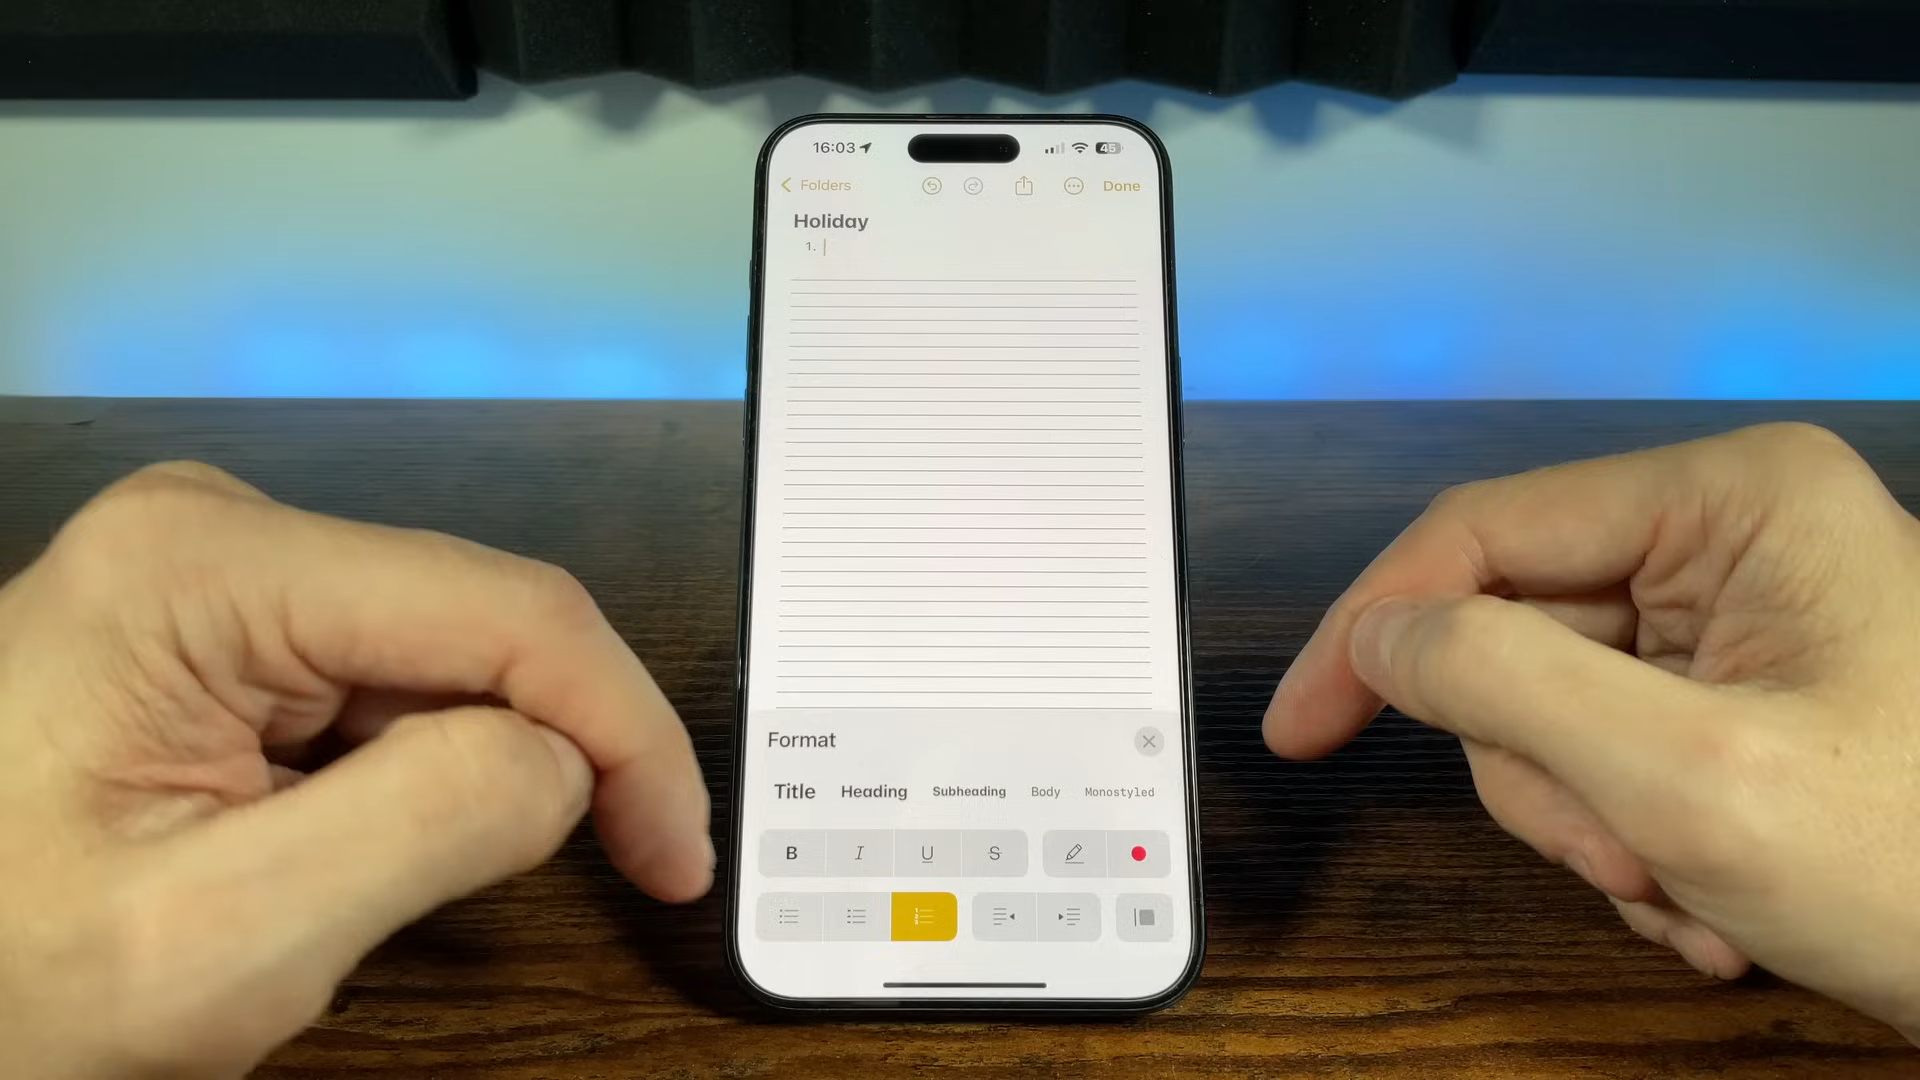 16:03 45
Folders Done
Holiday
1.
Format
Title Heading Subheading Body Monostyled
B I U S